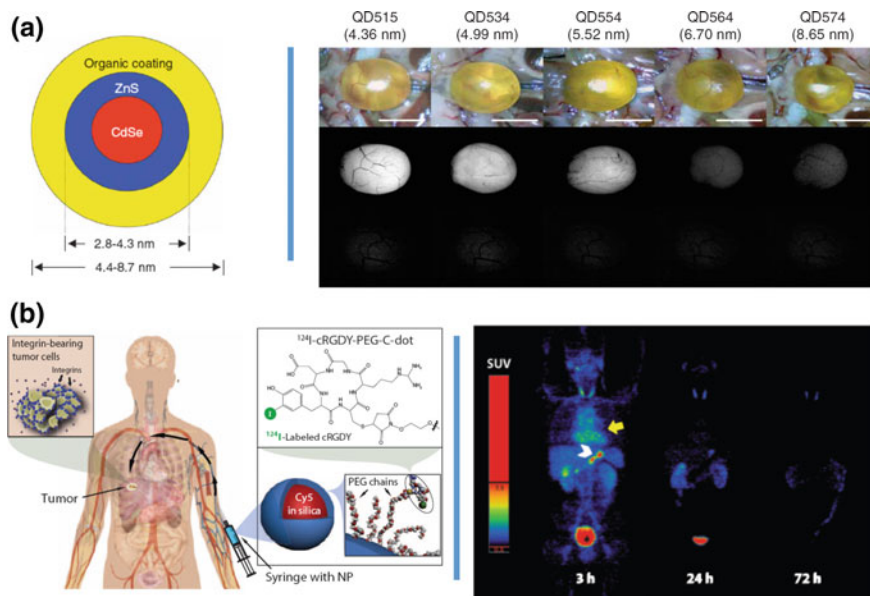 (a)
Organic coating
ZnS
CdSe
2.8-4.3 nm
4.4-8.7 nm
QD515 QD534 QD554 QD564 QD574
(4.36 nm) (4.99 nm) (5.52 nm) (6.70 nm) (8.65 nm)
(b)
Integrin-bearing
tumor cells
Integrins
Tumor
Syringe with NP
124I-cRGDY-PEG-C-dot
124I-Labeled cRGDY
Cy5
in silica
PEG chains
SUV
3 h 24 h 72 h